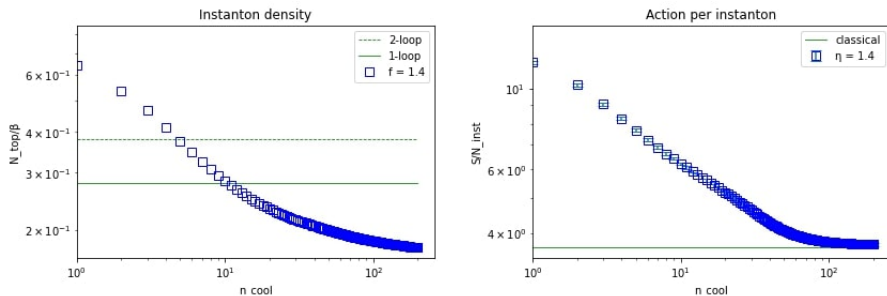 Instanton density
N_top/β
6 × 10⁻¹
4 × 10⁻¹
3 × 10⁻¹
2 × 10⁻¹
2-loop
1-loop
f = 1.4
10⁰
10¹
10²
n_cool
Action per instanton
S/N_inst
10¹
6 × 10⁰
4 × 10⁰
classical
η = 1.4
10⁰
10¹
10²
n_cool